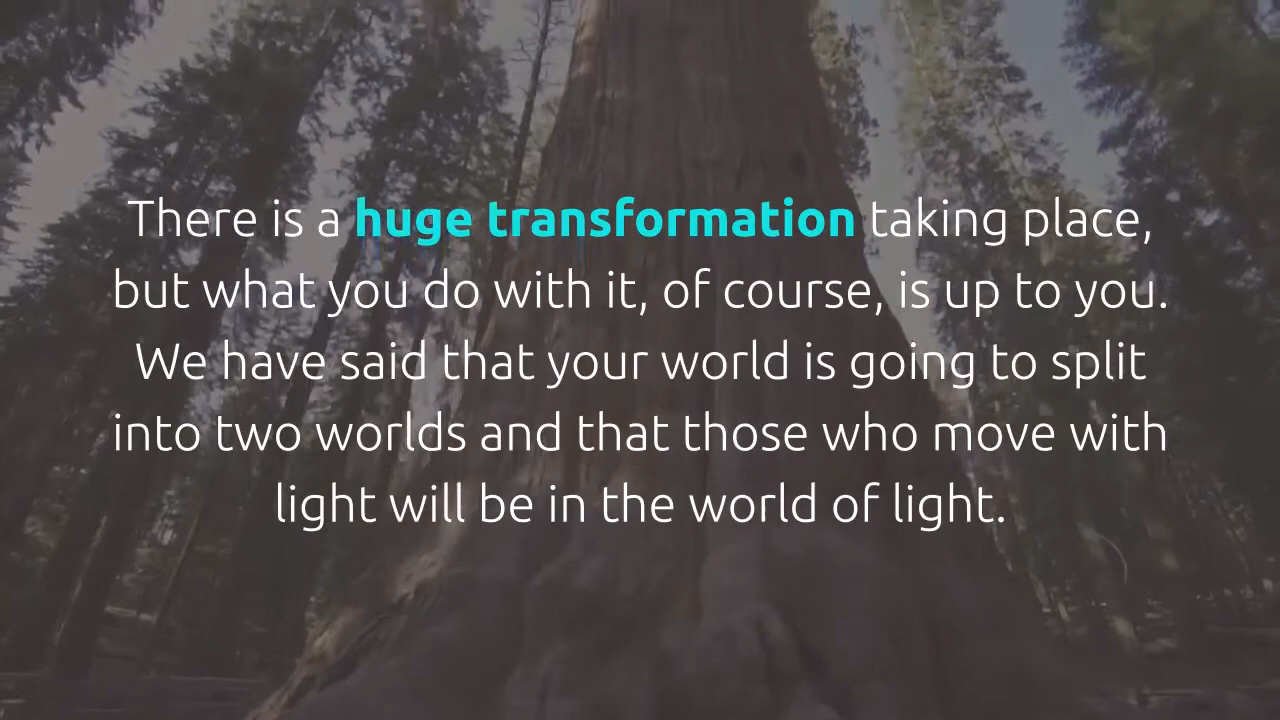 There is a huge transformation taking place,
but what you do with it, of course, is up to you.
We have said that your world is going to split
into two worlds and that those who move with
light will be in the world of light.